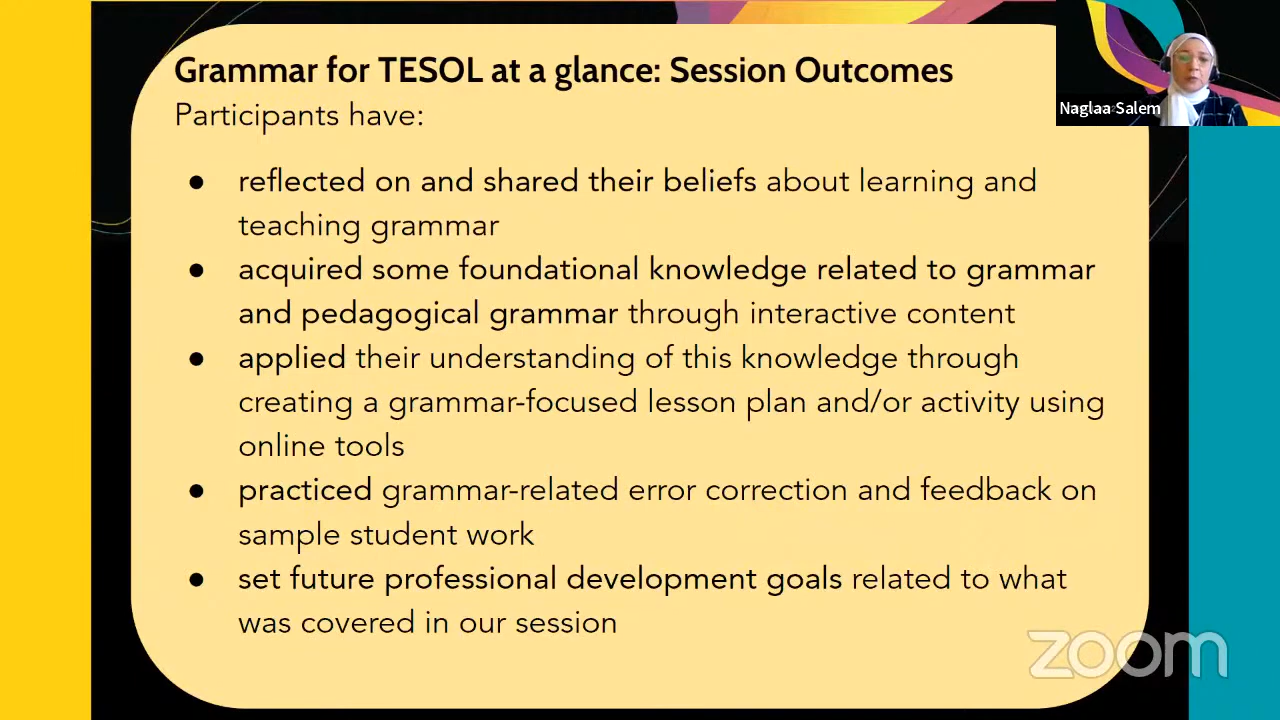 Grammar for TESOL at a glance: Session Outcomes
Participants have:
● reflected on and shared their beliefs about learning and
teaching grammar
● acquired some foundational knowledge related to grammar
and pedagogical grammar through interactive content
● applied their understanding of this knowledge through
creating a grammar-focused lesson plan and/or activity using
online tools
● practiced grammar-related error correction and feedback on
sample student work
● set future professional development goals related to what
was covered in our session
Naglaa Salem
zoom